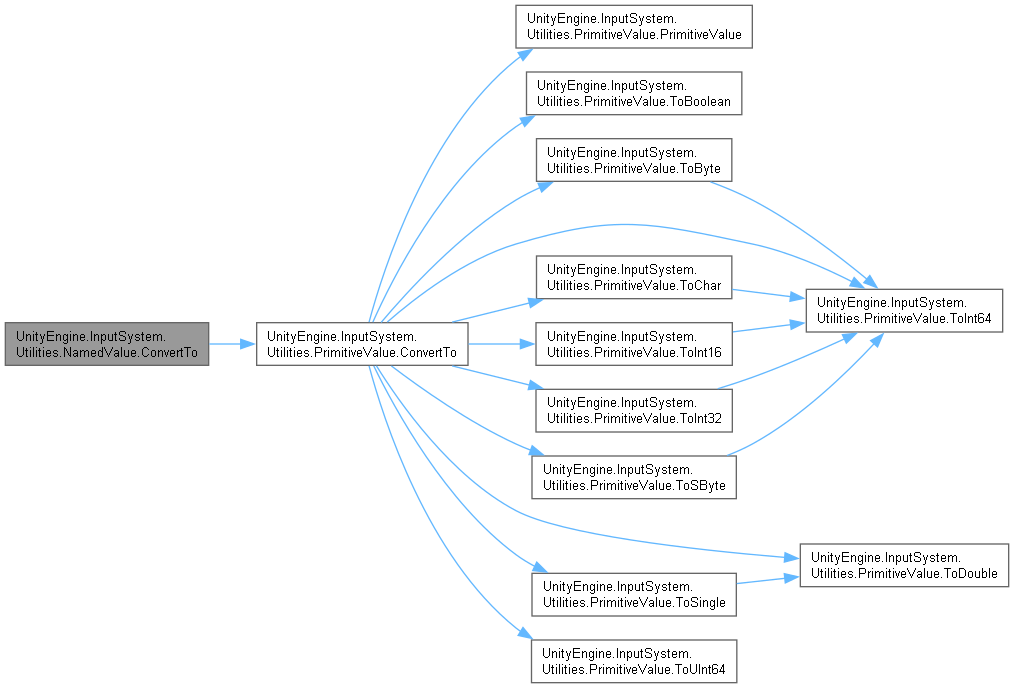 UnityEngine.InputSystem.
Utilities.PrimitiveValue.PrimitiveValue
UnityEngine.InputSystem.
Utilities.PrimitiveValue.ToBoolean
UnityEngine.InputSystem.
Utilities.PrimitiveValue.ToByte
UnityEngine.InputSystem.
Utilities.PrimitiveValue.ToChar
UnityEngine.InputSystem.
Utilities.PrimitiveValue.ToInt64
UnityEngine.InputSystem.
Utilities.NamedValue.ConvertTo
UnityEngine.InputSystem.
Utilities.PrimitiveValue.ConvertTo
UnityEngine.InputSystem.
Utilities.PrimitiveValue.ToInt16
UnityEngine.InputSystem.
Utilities.PrimitiveValue.ToInt32
UnityEngine.InputSystem.
Utilities.PrimitiveValue.ToSByte
UnityEngine.InputSystem.
Utilities.PrimitiveValue.ToDouble
UnityEngine.InputSystem.
Utilities.PrimitiveValue.ToSingle
UnityEngine.InputSystem.
Utilities.PrimitiveValue.ToUInt64